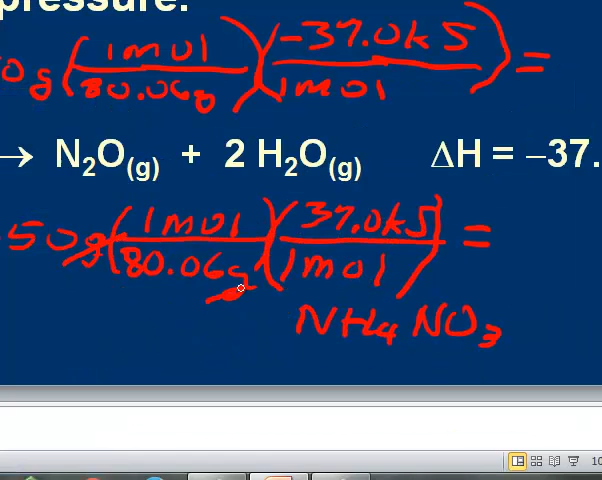 pressure.
0g (1mol / 80.06g) (-37.0kJ / 1mol) =
→ N₂O(g) + 2 H₂O(g) ΔH = −37.
50g (1mol / 80.06g) (37.0kJ / 1mol) =
NH₄NO₃
10